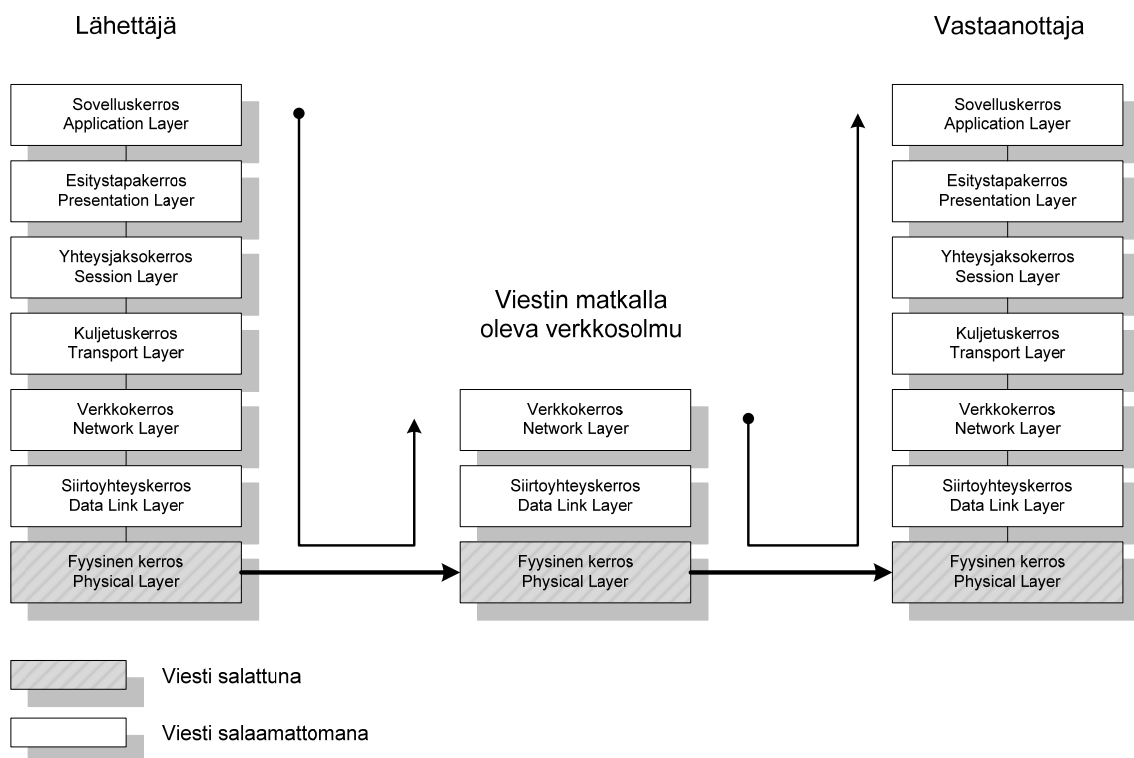 Lähettäjä
Vastaanottaja
Sovelluskerros
Application Layer
Esitystapakerros
Presentation Layer
Yhteysjaksokerros
Session Layer
Kuljetuskerros
Transport Layer
Verkkokerros
Network Layer
Siirtoyhteyskerros
Data Link Layer
Fyysinen kerros
Physical Layer
Viestin matkalla
oleva verkkosolmu
Verkkokerros
Network Layer
Siirtoyhteyskerros
Data Link Layer
Fyysinen kerros
Physical Layer
Sovelluskerros
Application Layer
Esitystapakerros
Presentation Layer
Yhteysjaksokerros
Session Layer
Kuljetuskerros
Transport Layer
Verkkokerros
Network Layer
Siirtoyhteyskerros
Data Link Layer
Fyysinen kerros
Physical Layer
Viesti salattuna
Viesti salaamattomana